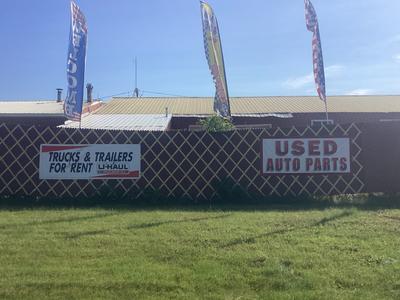 TRUCKS & TRAILERS
FOR RENT U-HAUL
USED
AUTO PARTS